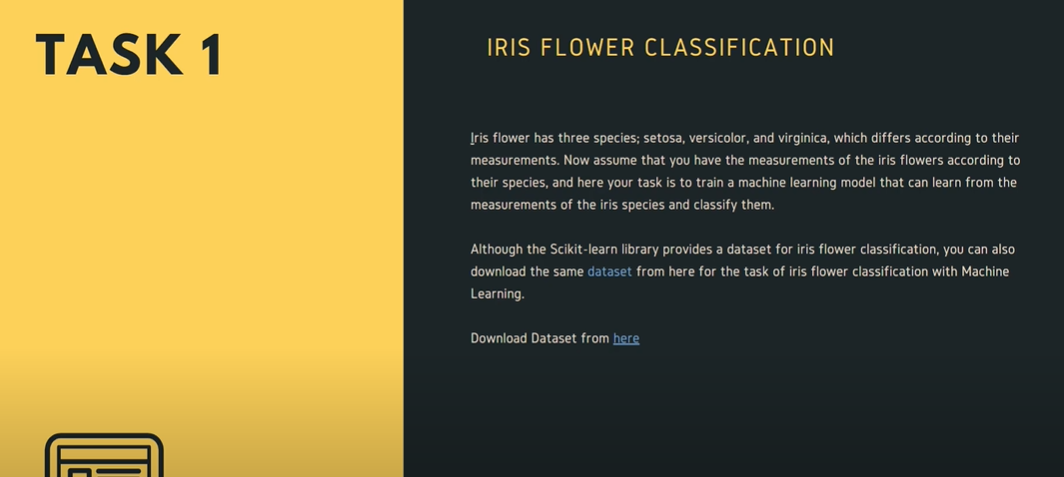 TASK 1
IRIS FLOWER CLASSIFICATION
Iris flower has three species; setosa, versicolor, and virginica, which differs according to their
measurements. Now assume that you have the measurements of the iris flowers according to
their species, and here your task is to train a machine learning model that can learn from the
measurements of the iris species and classify them.
Although the Scikit-learn library provides a dataset for iris flower classification, you can also
download the same dataset from here for the task of iris flower classification with Machine
Learning.
Download Dataset from here